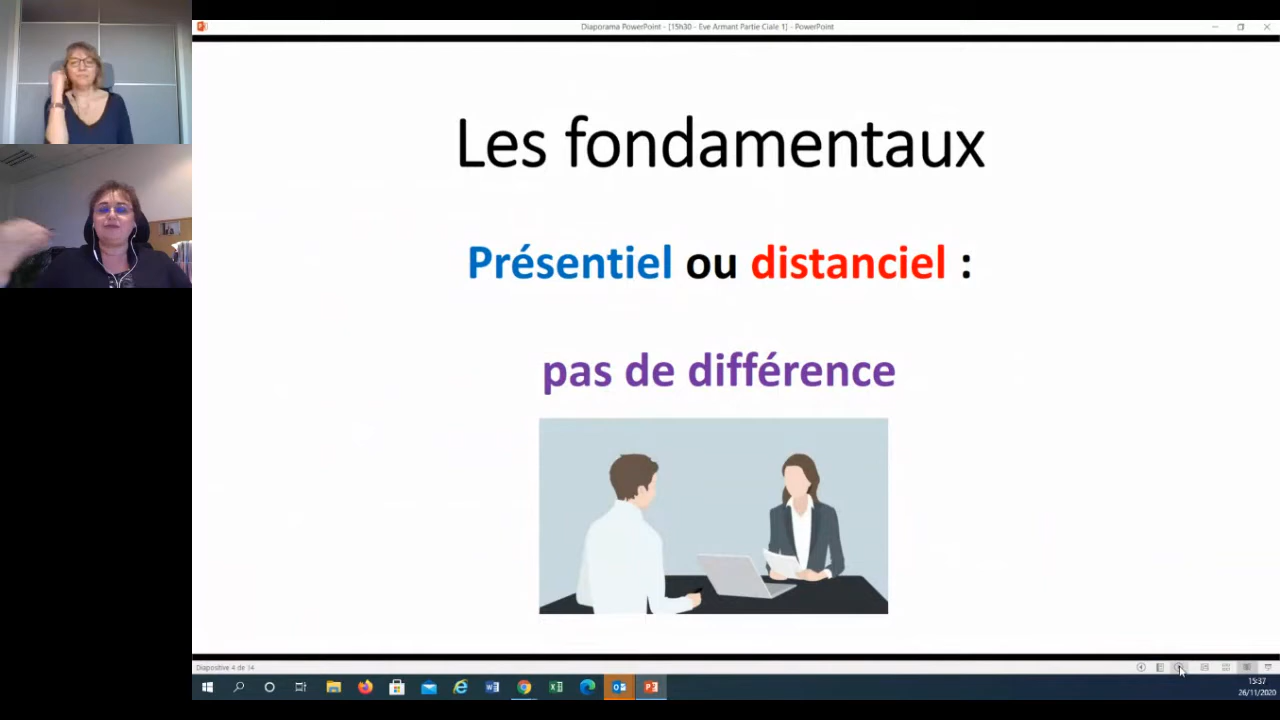 Diaporama PowerPoint - [15h30 - Eve Armant Partie Ciale 1] - PowerPoint
Les fondamentaux
Présentiel ou distanciel :
pas de différence
Diapositive 4 de 14
15:37
26/11/2020